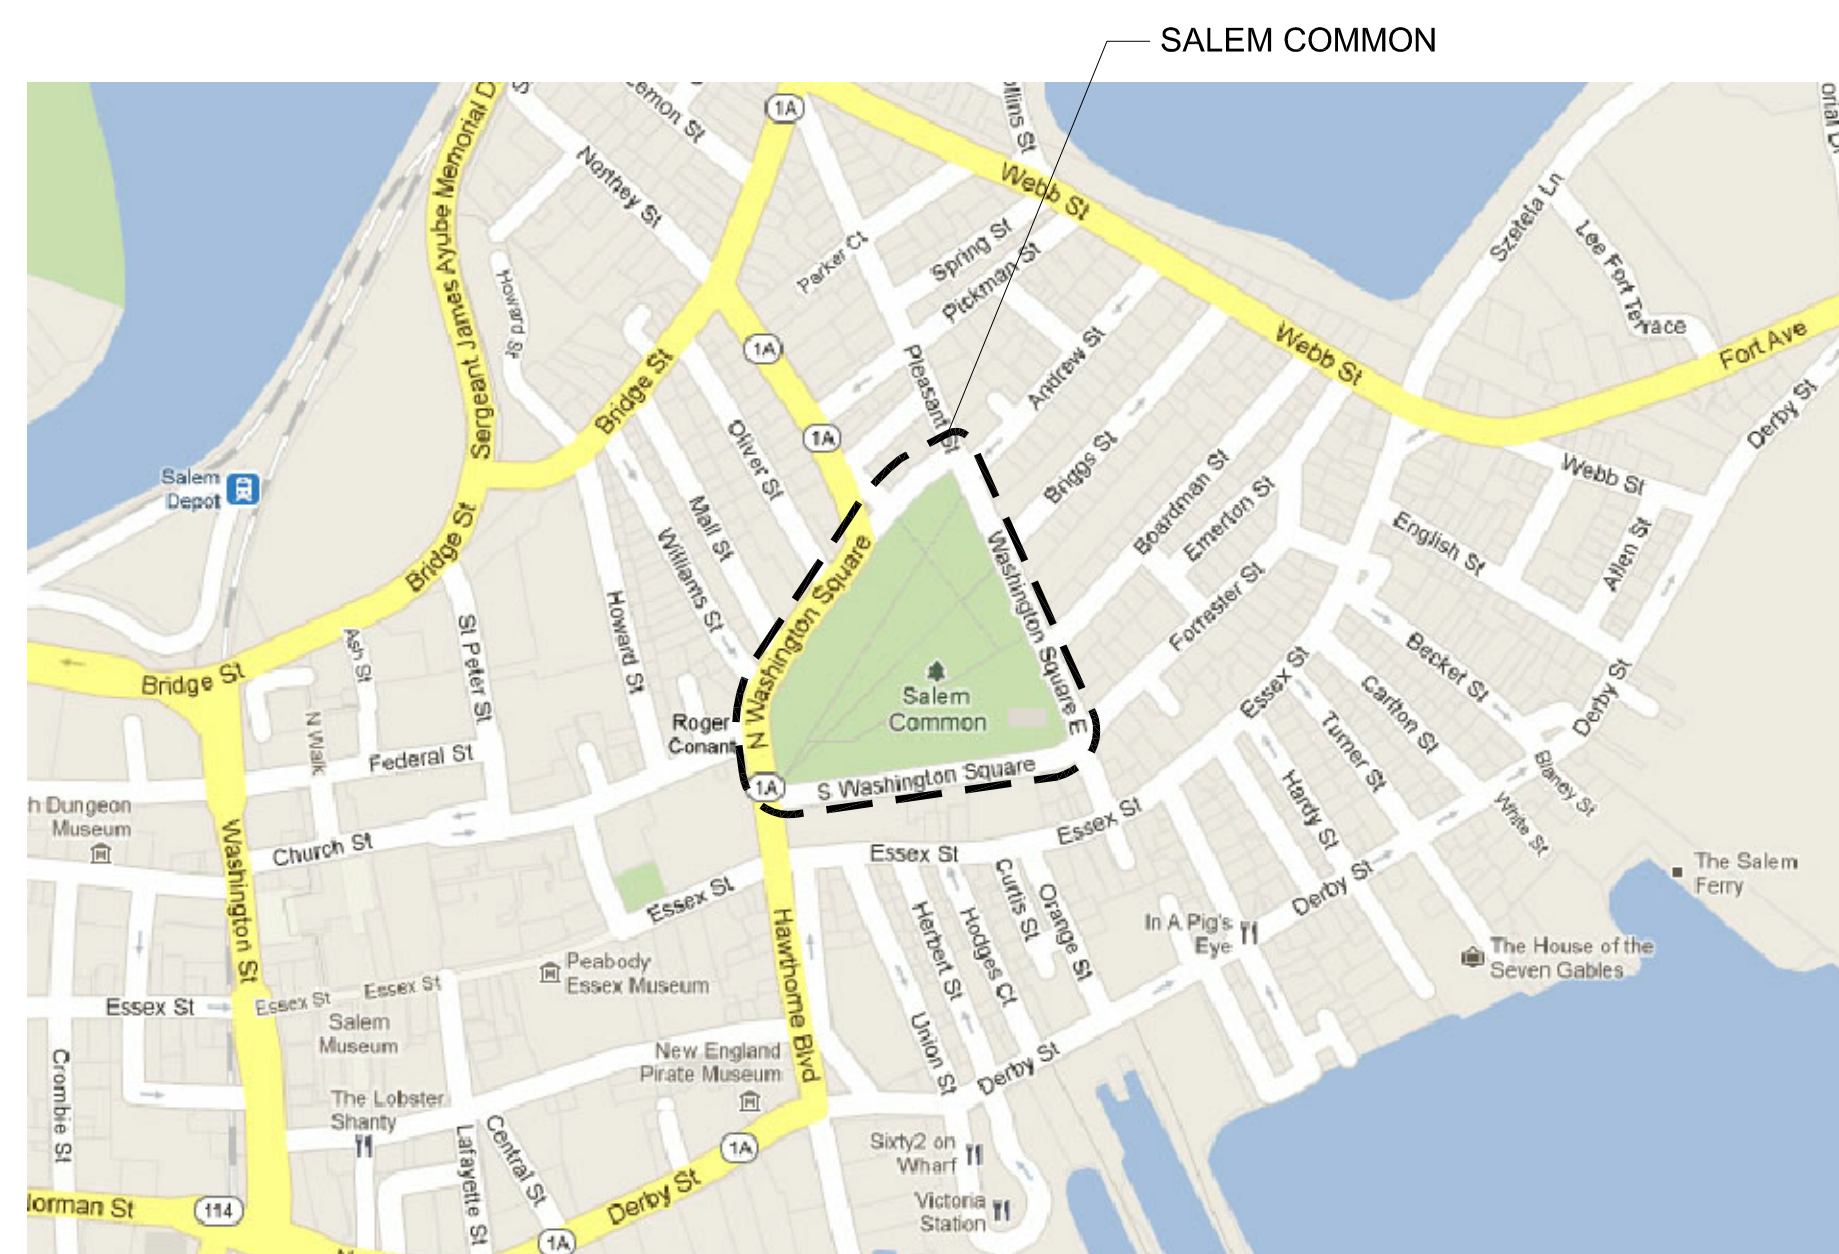 SALEM COMMON
1A
Webb St
Northey St
Sergeant James Ayube Memorial D
Parker Ct
Spring St
Pickman St
Szetela Ln
Lee Fort Terrace
Howard St
1A
Andrew St
Pleasant St
Webb St
Fort Ave
Bridge St
Derby St
1A
Oliver St
Briggs St
Boardman St
Emerton St
Webb St
Salem
Depot
Mall St
Williams St
English St
Allen St
Bridge St
N Washington Square
Washington Square E
Forrester St
Howard St
St Peter St
Ash St
Becket St
Carlton St
Essex St
Derby St
Bridge St
Salem
Common
Roger
Conant
N Walk
Federal St
1A
S Washington Square
Turner St
Hardy St
Blaney St
White St
h Dungeon
Museum
Church St
Washington St
Essex St
Essex St
Essex St
Curtis St
Orange St
Derby St
The Salem
Ferry
Hawthorne Blvd
Herbert St
Hodges Ct
In A Pig's
Eye
The House of the
Seven Gables
Peabody
Essex Museum
Essex St
Essex St
Essex St
Salem
Museum
Union St
Derby St
New England
Pirate Museum
Crombie St
The Lobster
Shanty
Lafayette St
Central St
1A
Sixty2 on
Wharf
Derby St
Victoria
Station
Norman St
114
1A